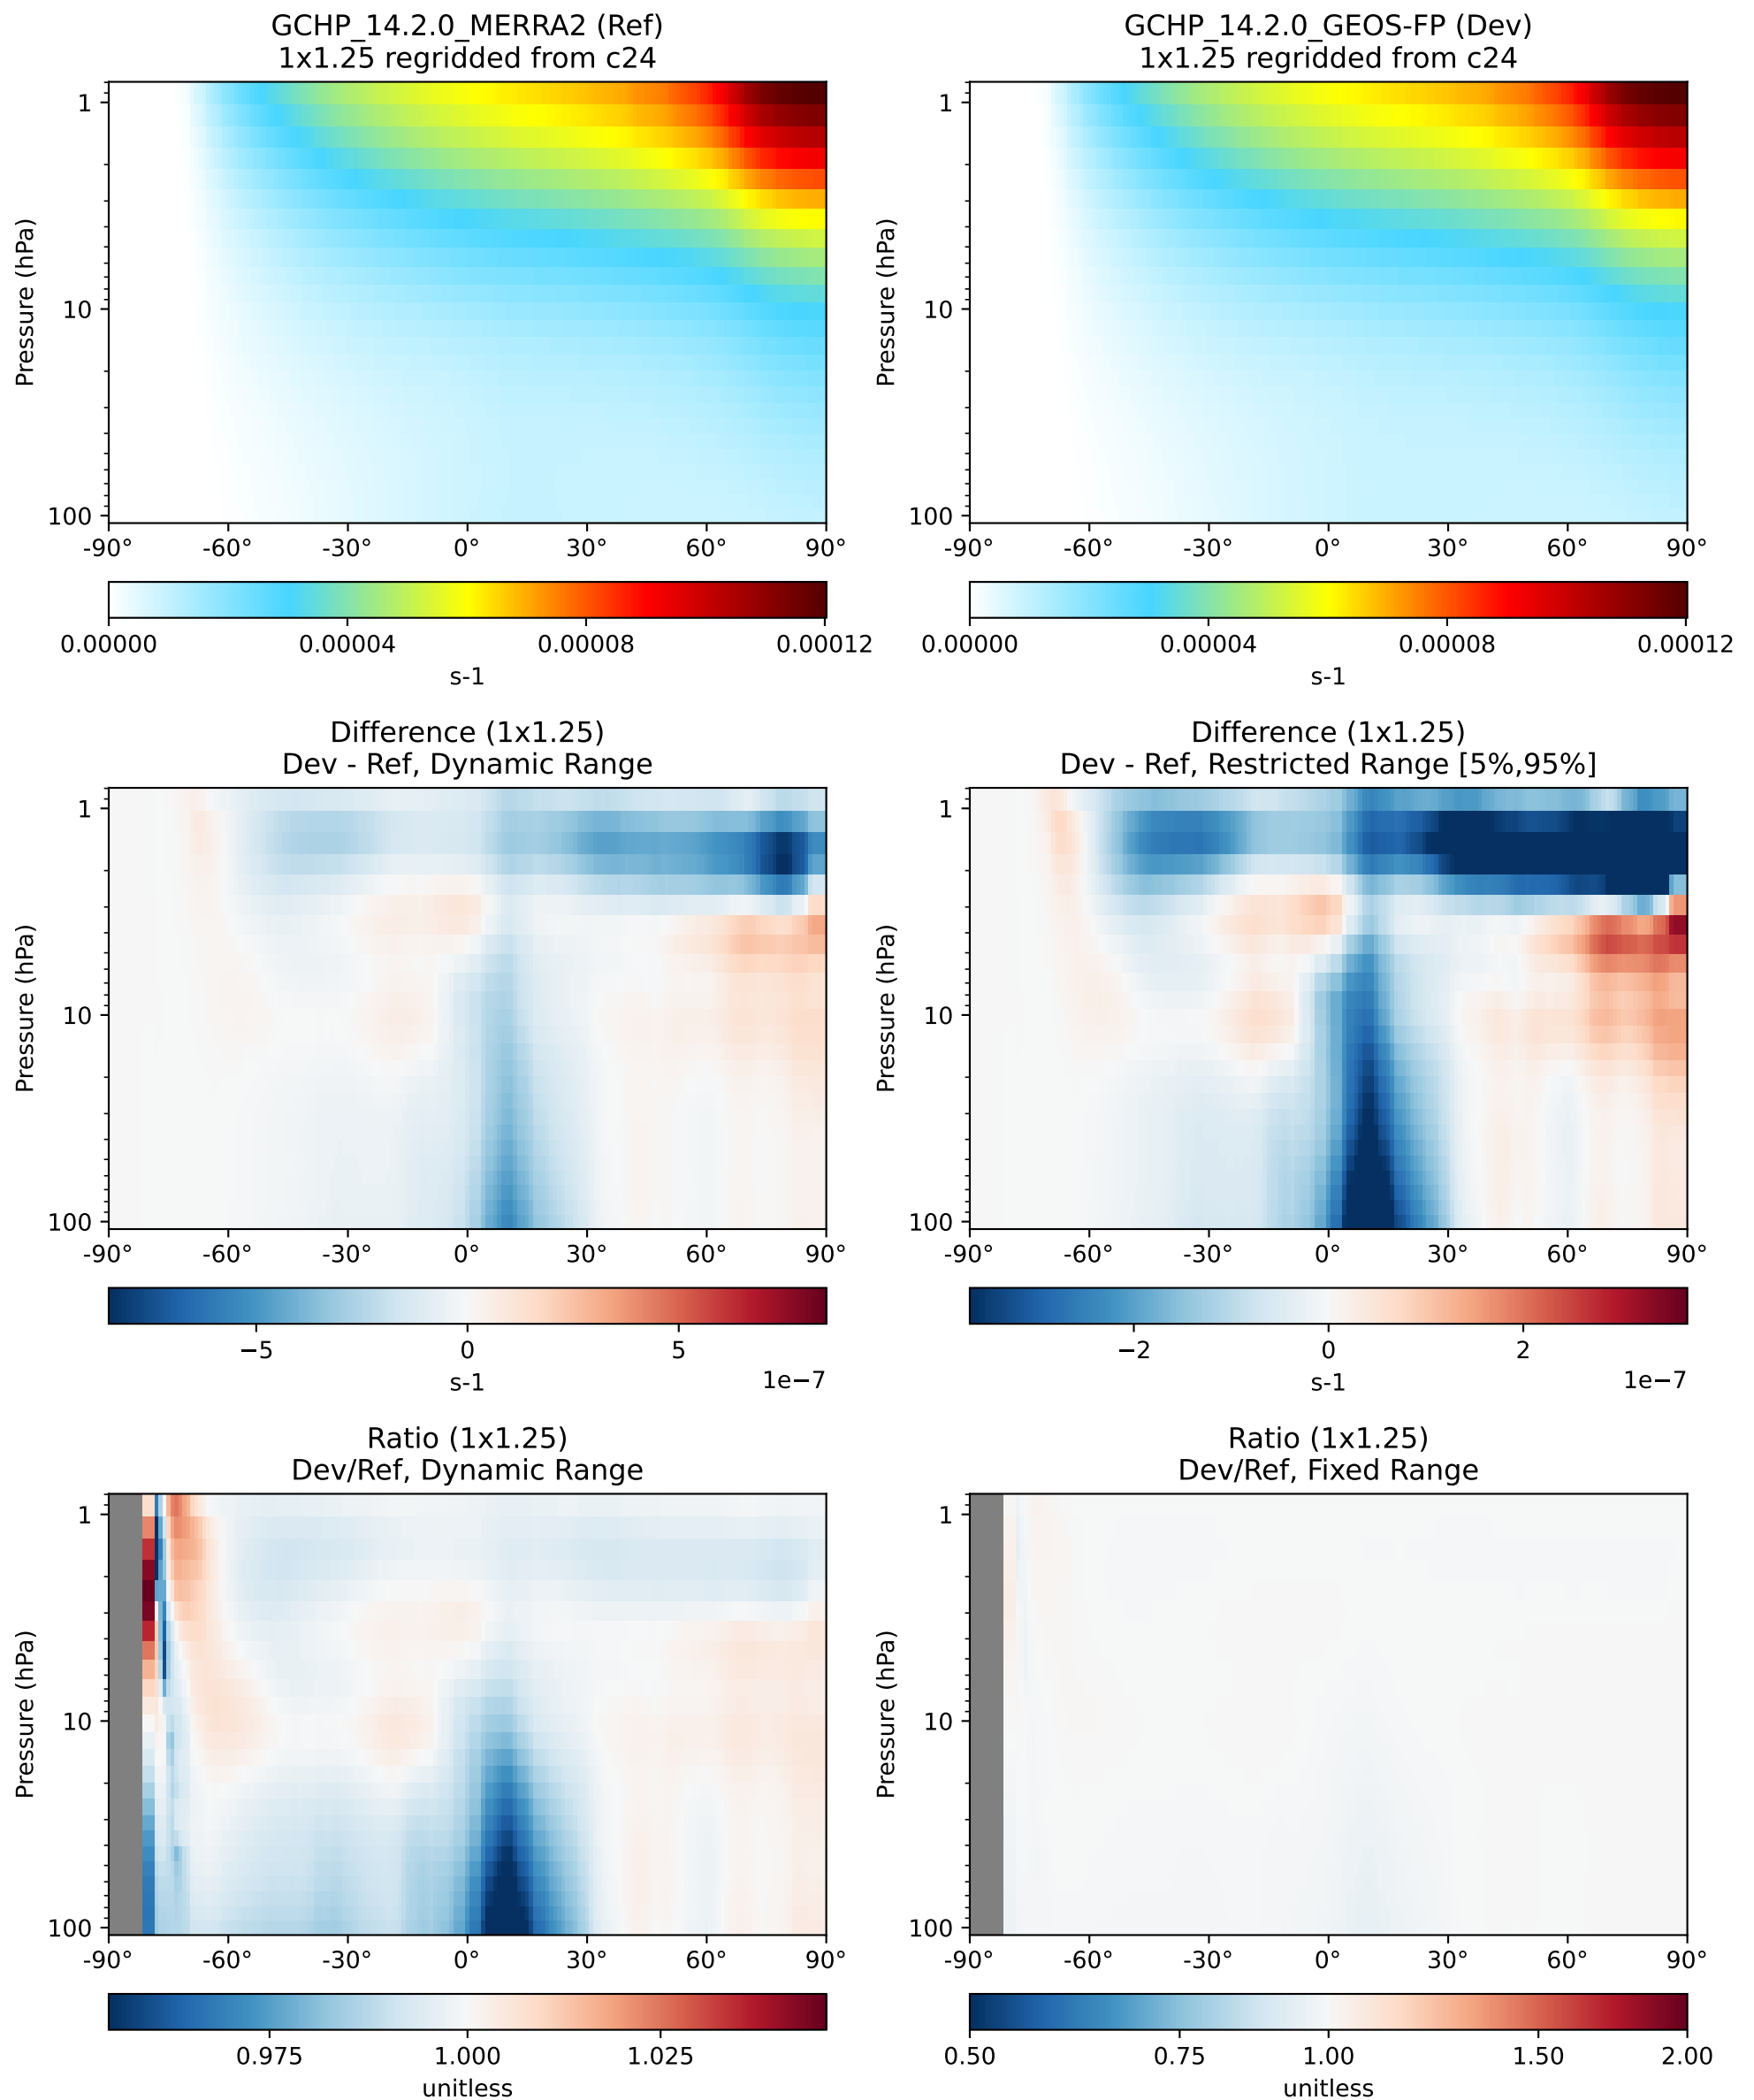 GCHP_14.2.0_MERRA2 (Ref)
1x1.25 regridded from c24
Pressure (hPa)
1
10
100
-90° -60° -30° 0° 30° 60° 90°
0.00000 0.00004 0.00008 0.00012
s-1
GCHP_14.2.0_GEOS-FP (Dev)
1x1.25 regridded from c24
Pressure (hPa)
1
10
100
-90° -60° -30° 0° 30° 60° 90°
0.00000 0.00004 0.00008 0.00012
s-1
Difference (1x1.25)
Dev - Ref, Dynamic Range
Pressure (hPa)
1
10
100
-90° -60° -30° 0° 30° 60° 90°
−5 0 5
s-1
1e−7
Difference (1x1.25)
Dev - Ref, Restricted Range [5%,95%]
Pressure (hPa)
1
10
100
-90° -60° -30° 0° 30° 60° 90°
−2 0 2
s-1
1e−7
Ratio (1x1.25)
Dev/Ref, Dynamic Range
Pressure (hPa)
1
10
100
-90° -60° -30° 0° 30° 60° 90°
0.975 1.000 1.025
unitless
Ratio (1x1.25)
Dev/Ref, Fixed Range
Pressure (hPa)
1
10
100
-90° -60° -30° 0° 30° 60° 90°
0.50 0.75 1.00 1.50 2.00
unitless